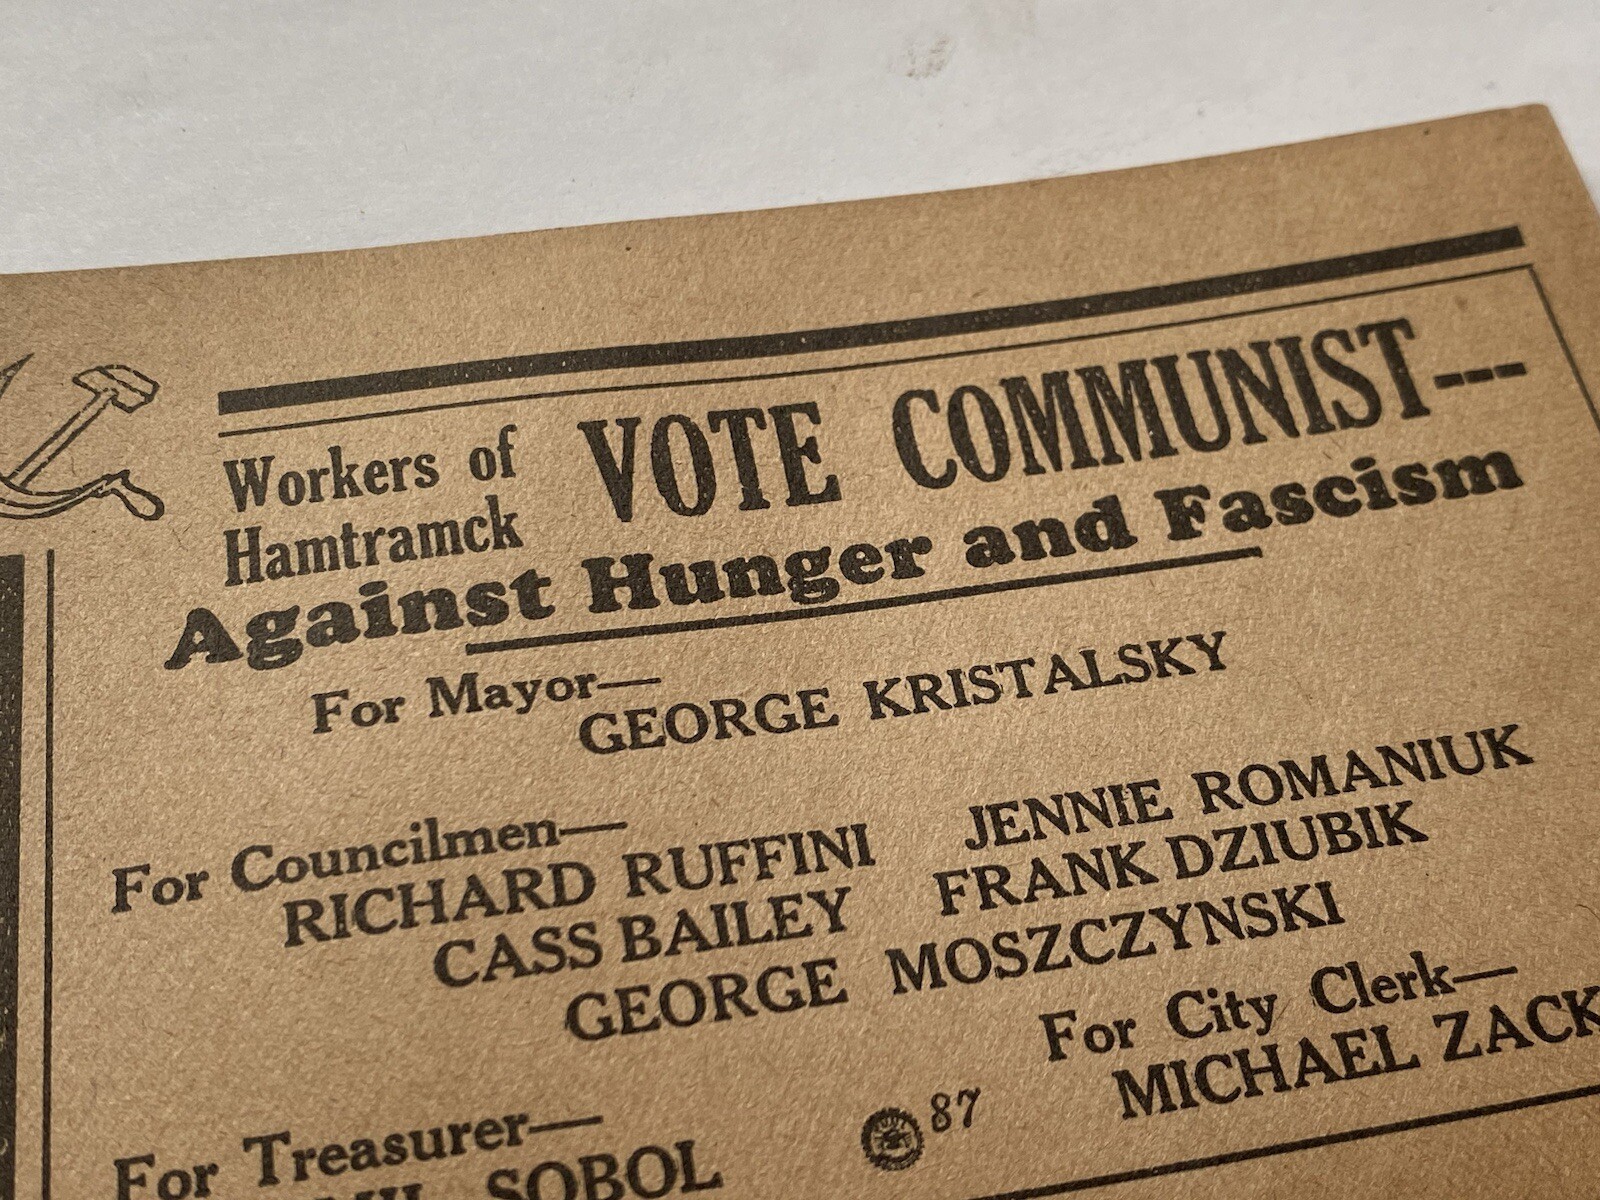 Workers of Hamtramck
VOTE COMMUNIST---
Against Hunger and Fascism
For Mayor—
GEORGE KRISTALSKY
For Councilmen—
RICHARD RUFFINI JENNIE ROMANIUK
CASS BAILEY FRANK DZIUBIK
GEORGE MOSZCZYNSKI
For City Clerk—
MICHAEL ZACK
87
For Treasurer—
SOBOL